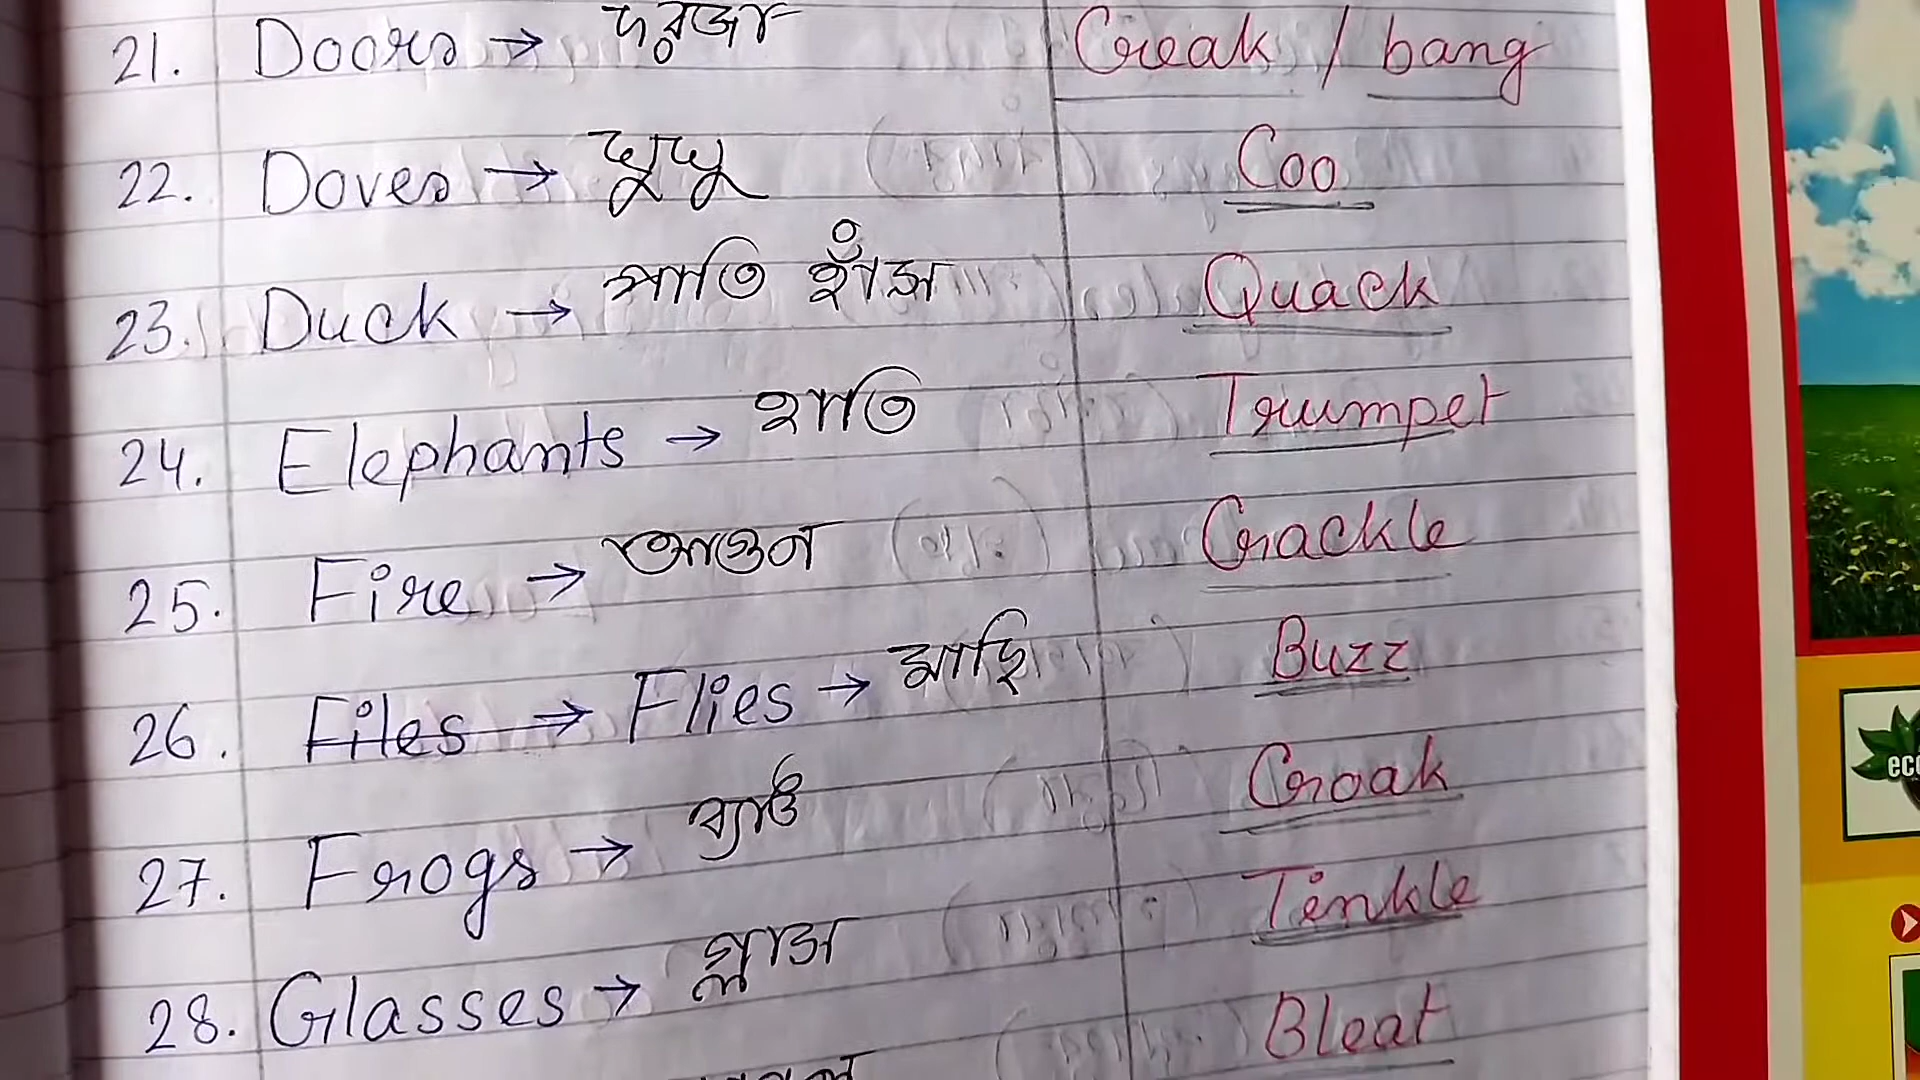 21. Doors → দরজা Creak / bang
22. Doves → ঘুঘু Coo
23. Duck → পাতি হাঁস Quack
24. Elephants → হাতি Trumpet
25. Fire → আগুন Crackle
26. Files → Flies → মাছি Buzz
27. Frogs → ব্যাঙ Croak
28. Glasses → গ্লাস Tinkle
Bleat
eco